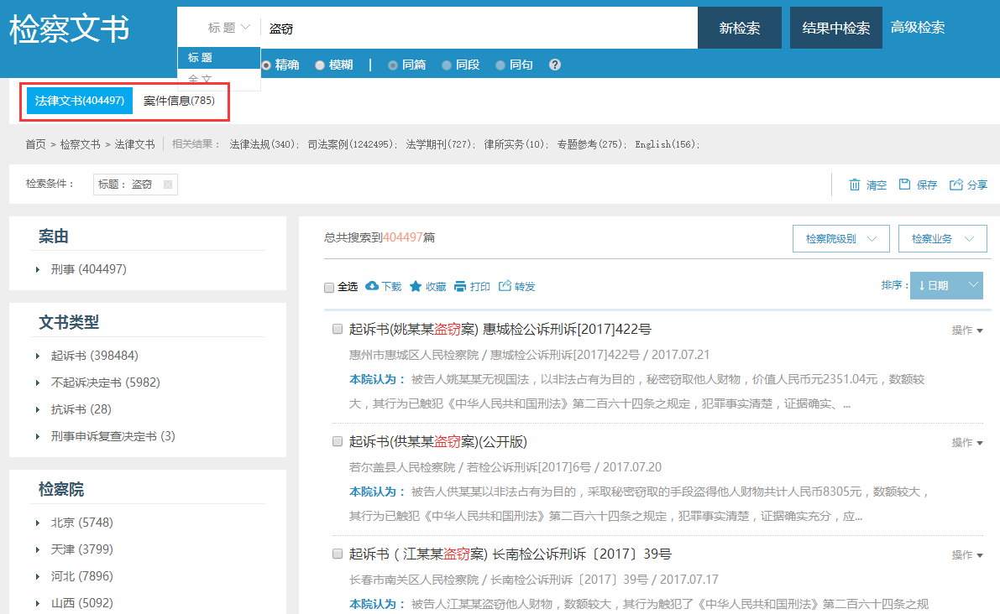 检察文书
标 题
盗窃
新检索
结果中检索
高级检索
标 题
全 文
精确 模糊 | 同篇 同段 同句 ?
法律文书(404497) 案件信息(785)
首页 > 检察文书 > 法律文书 相关结果： 法律法规(340)； 司法案例(1242495)； 法学期刊(727)； 律所实务(10)； 专题参考(275)； English(156)；
检索条件： 标题： 盗窃
清空 保存 分享
案由
刑事 (404497)
文书类型
起诉书 (398484)
不起诉决定书 (5982)
抗诉书 (28)
刑事申诉复查决定书 (3)
检察院
北京 (5748)
天津 (3799)
河北 (7896)
山西 (5092)
总共搜索到404497篇
检察院级别 检察业务
全选 下载 收藏 打印 转发
排序： ↓日期
起诉书(姚某某盗窃案) 惠城检公诉刑诉[2017]422号
操作
惠州市惠城区人民检察院 / 惠城检公诉刑诉[2017]422号 / 2017.07.21
本院认为： 被告人姚某某无视国法，以非法占有为目的，秘密窃取他人财物，价值人民币元2351.04元，数额较
大，其行为已触犯《中华人民共和国刑法》第二百六十四条之规定，犯罪事实清楚，证据确实、...
起诉书(供某某盗窃案)(公开版)
操作
若尔盖县人民检察院 / 若检公诉刑诉[2017]6号 / 2017.07.20
本院认为： 被告人供某某以非法占有为目的，采取秘密窃取的手段盗得他人财物共计人民币8305元，数额较大，
其行为已触犯《中华人民共和国刑法》第二百六十四条之规定，犯罪事实清楚，证据确实充分，应...
起诉书（江某某盗窃案) 长南检公诉刑诉〔2017〕39号
操作
长春市南关区人民检察院 / 长南检公诉刑诉〔2017〕39号 / 2017.07.17
本院认为： 被告人江某某盗窃他人财物，数额较大，其行为触犯了《中华人民共和国刑法》第二百六十四条之规